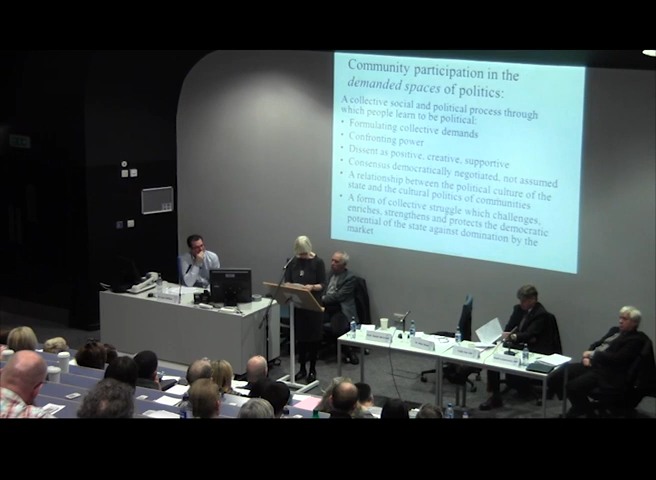 Community participation in the
demanded spaces of politics:
A collective social and political process through
which people learn to be political:
• Formulating collective demands
• Confronting power
• Dissent as positive, creative, supportive
• Consensus democratically negotiated, not assumed
• A relationship between the political culture of the
state and the cultural politics of communities
• A form of collective struggle which challenges,
enriches, strengthens and protects the democratic
potential of the state against domination by the
market